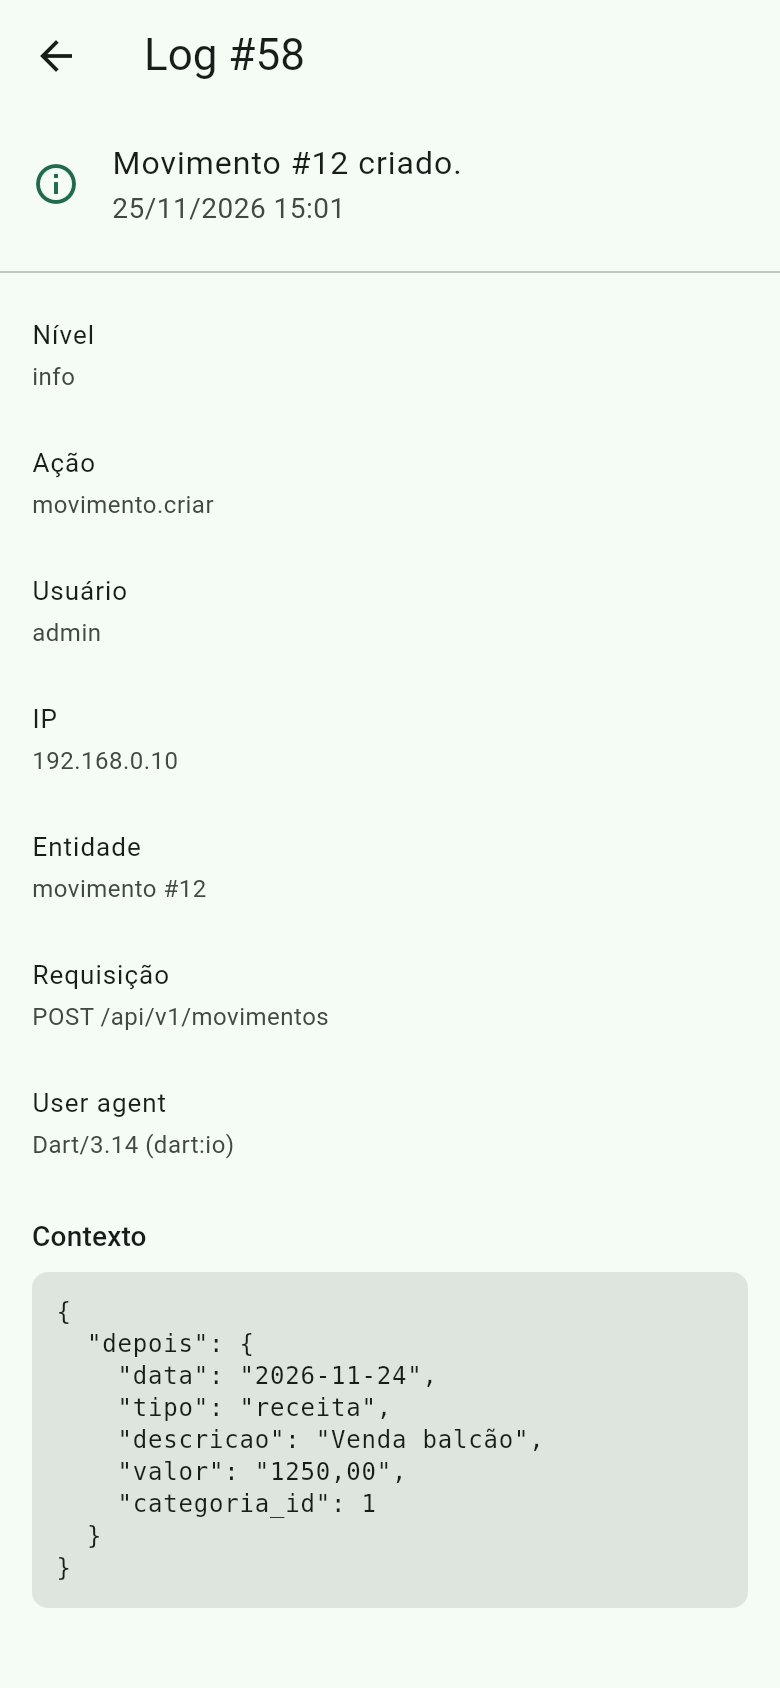 Log #58
Movimento #12 criado.
25/11/2026 15:01
Nível
info
Ação
movimento.criar
Usuário
admin
IP
192.168.0.10
Entidade
movimento #12
Requisição
POST /api/v1/movimentos
User agent
Dart/3.14 (dart:io)
Contexto
{
  "depois": {
    "data": "2026-11-24",
    "tipo": "receita",
    "descricao": "Venda balcão",
    "valor": "1250,00",
    "categoria_id": 1
  }
}